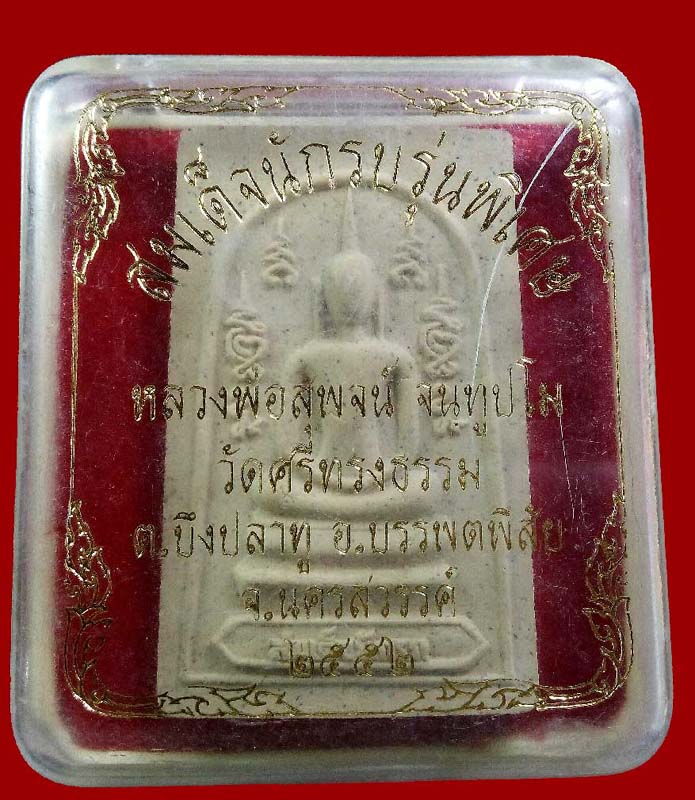 สมเด็จนักรบรุ่นพิเศษ
หลวงพ่อสุพจน์ จนฺทูปโม
วัดศรีทรงธรรม
ต.บึงปลาทู อ.บรรพตพิสัย
จ.นครสวรรค์
๒๕๕๒